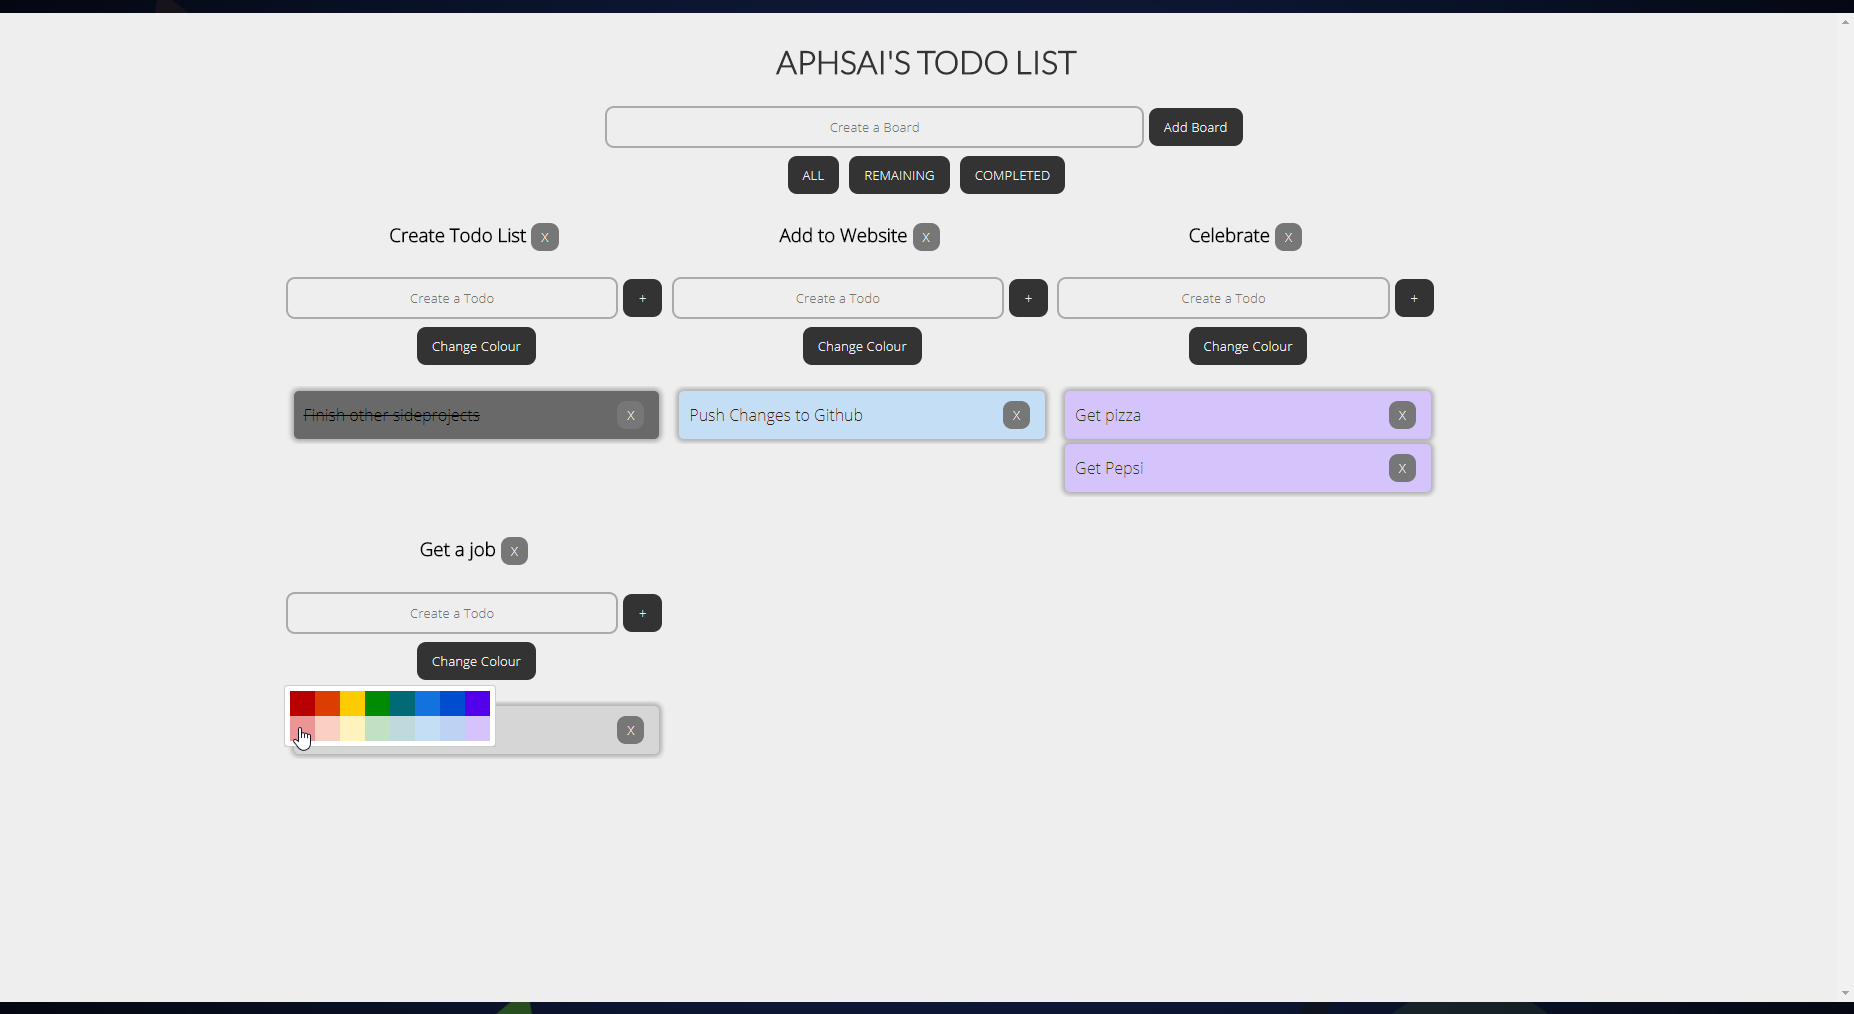 APHSAI'S TODO LIST
Create a Board
Add Board
ALL
REMAINING
COMPLETED
Create Todo List X
Add to Website X
Celebrate X
Create a Todo +
Create a Todo +
Create a Todo +
Change Colour
Change Colour
Change Colour
Finish other sideprojects X
Push Changes to Github X
Get pizza X
Get Pepsi X
Get a job X
Create a Todo +
Change Colour
X